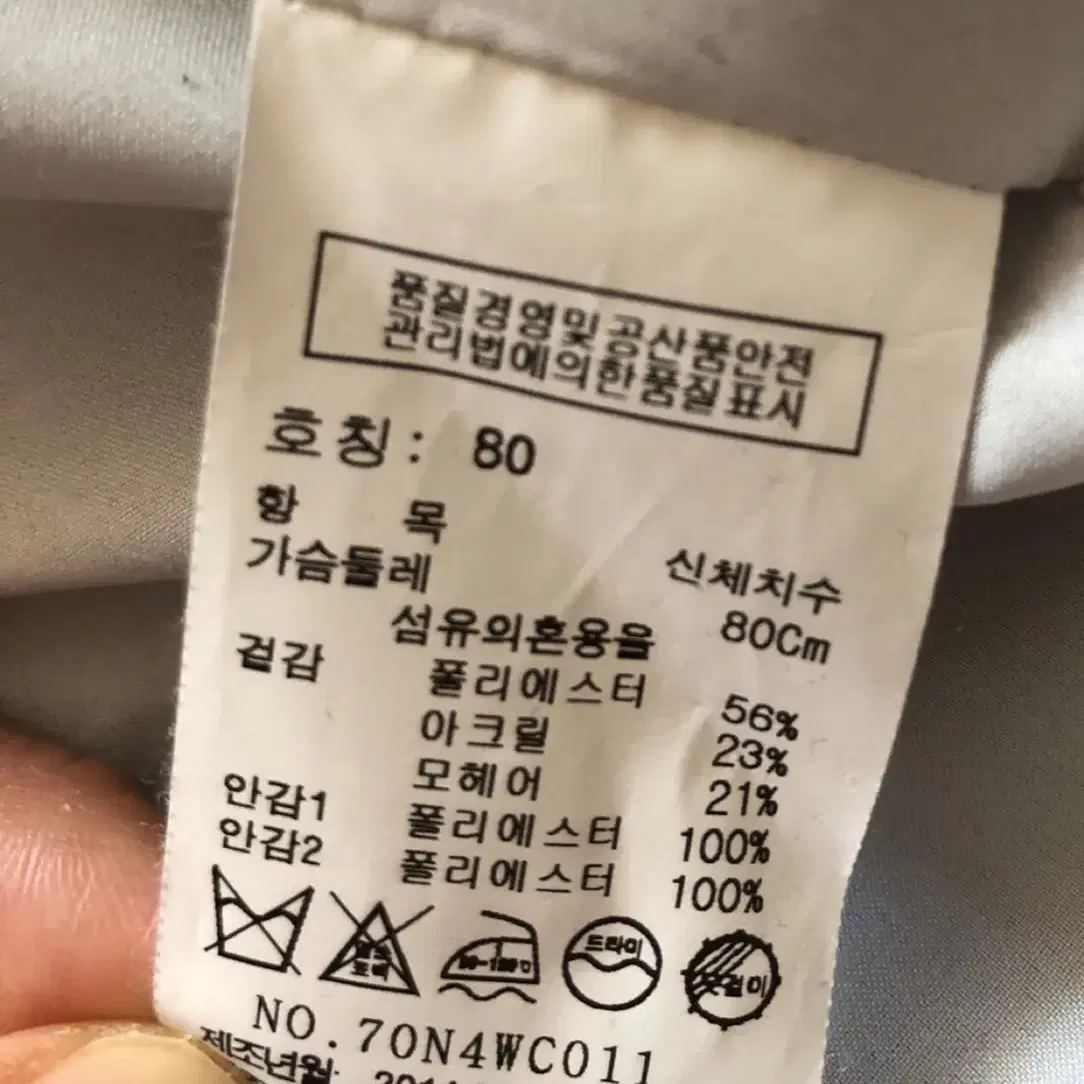 품질경영및공산품안전
관리법에의한품질표시
호칭: 80
항 목 신체치수
가슴둘레 80Cm
섬유의혼용율
겉감 폴리에스터 56%
아크릴 23%
모헤어 21%
안감1 폴리에스터 100%
안감2 폴리에스터 100%
드라이
옷걸이
NO.70N4WC011
제조년월: